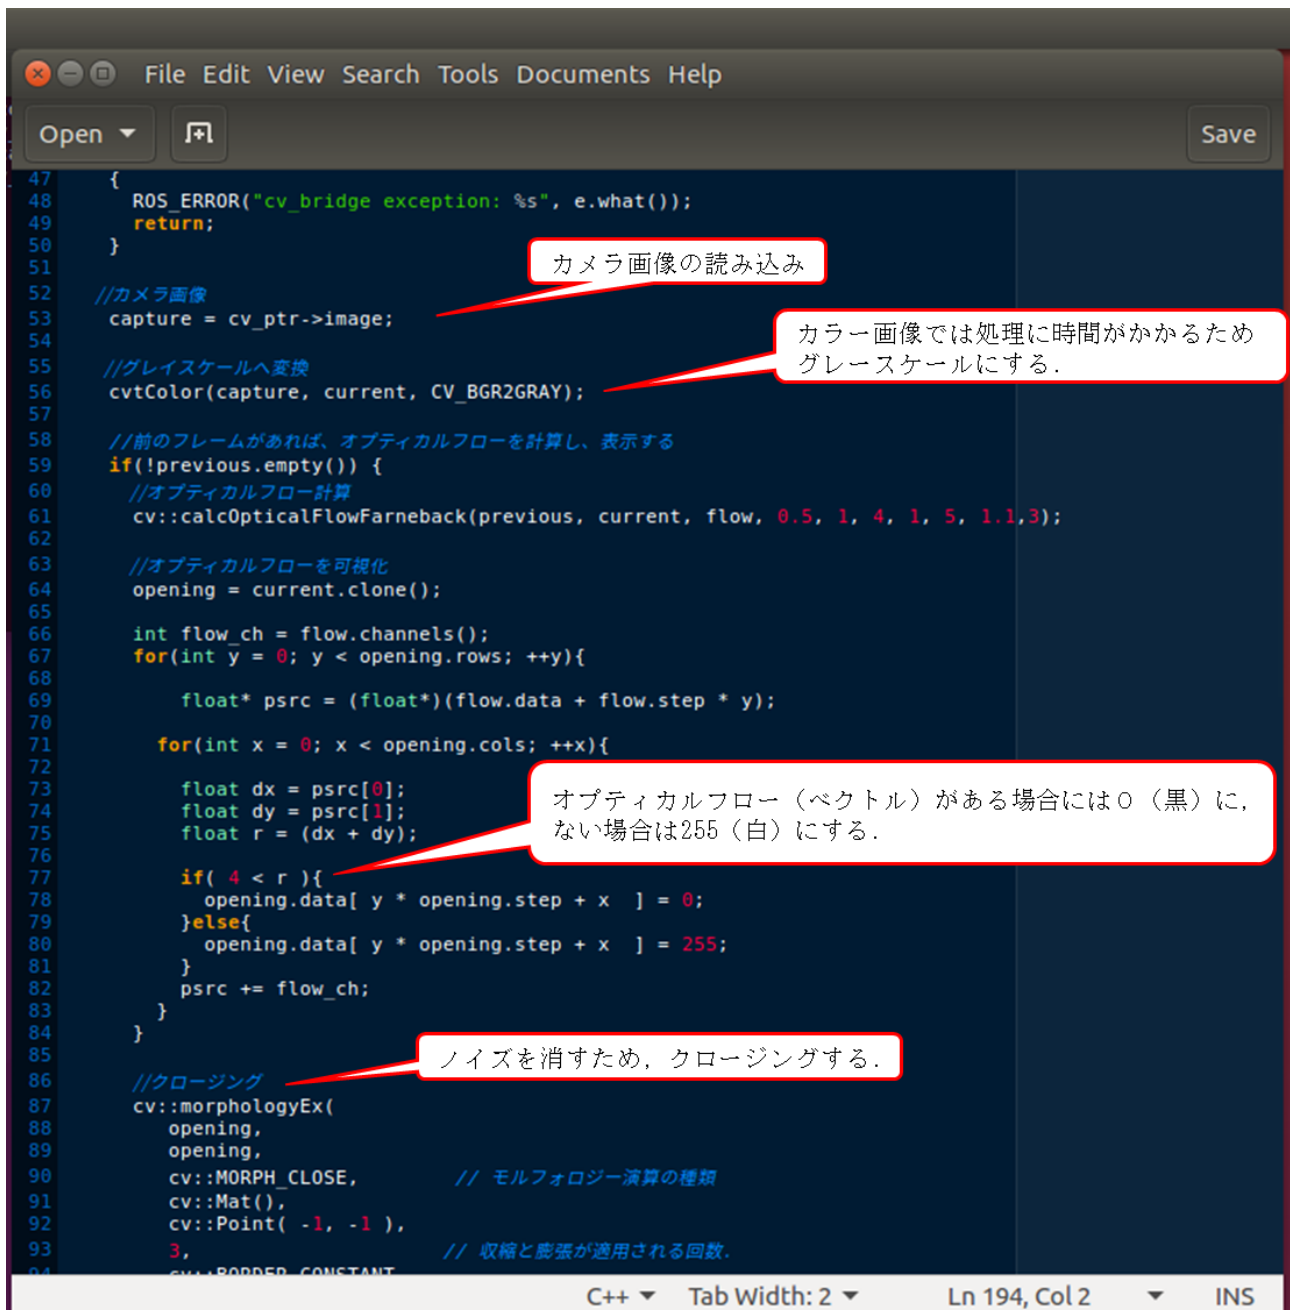 File Edit View Search Tools Documents Help
Open Save
47 {
48 ROS_ERROR("cv_bridge exception: %s", e.what());
49 return;
50 }
51
カメラ画像の読み込み
52 //カメラ画像
53 capture = cv_ptr->image;
54
カラー画像では処理に時間がかかるため
グレースケールにする.
55 //グレイスケールへ変換
56 cvtColor(capture, current, CV_BGR2GRAY);
57
58 //前のフレームがあれば、オプティカルフローを計算し、表示する
59 if(!previous.empty()) {
60 //オプティカルフロー計算
61 cv::calcOpticalFlowFarneback(previous, current, flow, 0.5, 1, 4, 1, 5, 1.1,3);
62
63 //オプティカルフローを可視化
64 opening = current.clone();
65
66 int flow_ch = flow.channels();
67 for(int y = 0; y < opening.rows; ++y){
68
69 float* psrc = (float*)(flow.data + flow.step * y);
70
71 for(int x = 0; x < opening.cols; ++x){
72
73 float dx = psrc[0];
74 float dy = psrc[1];
75 float r = (dx + dy);
オプティカルフロー（ベクトル）がある場合には０（黒）に,
ない場合は255（白）にする.
76
77 if( 4 < r ){
78 opening.data[ y * opening.step + x  ] = 0;
79 }else{
80 opening.data[ y * opening.step + x  ] = 255;
81 }
82 psrc += flow_ch;
83 }
84 }
85
ノイズを消すため, クロージングする.
86 //クロージング
87 cv::morphologyEx(
88 opening,
89 opening,
90 cv::MORPH_CLOSE, // モルフォロジー演算の種類
91 cv::Mat(),
92 cv::Point( -1, -1 ),
93 3, // 収縮と膨張が適用される回数.
94 cv::BORDER_CONSTANT
C++ Tab Width: 2 Ln 194, Col 2 INS